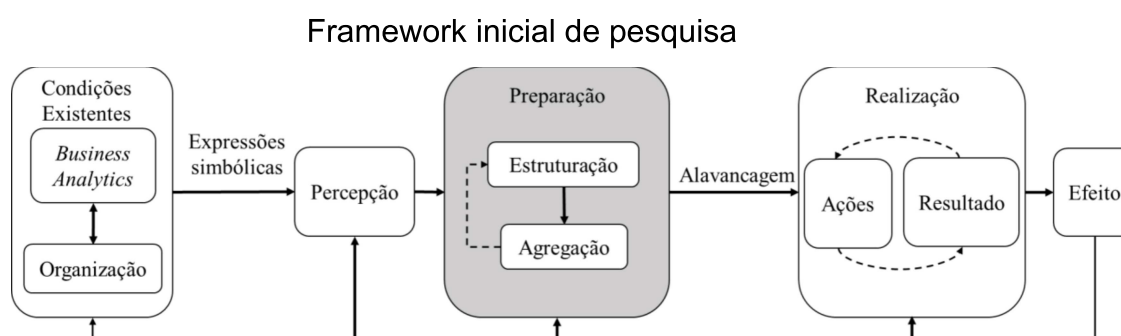 Framework inicial de pesquisa
Condições
Existentes
Business
Analytics
Organização
Expressões
simbólicas
Percepção
Preparação
Estruturação
Agregação
Alavancagem
Realização
Ações
Resultado
Efeito